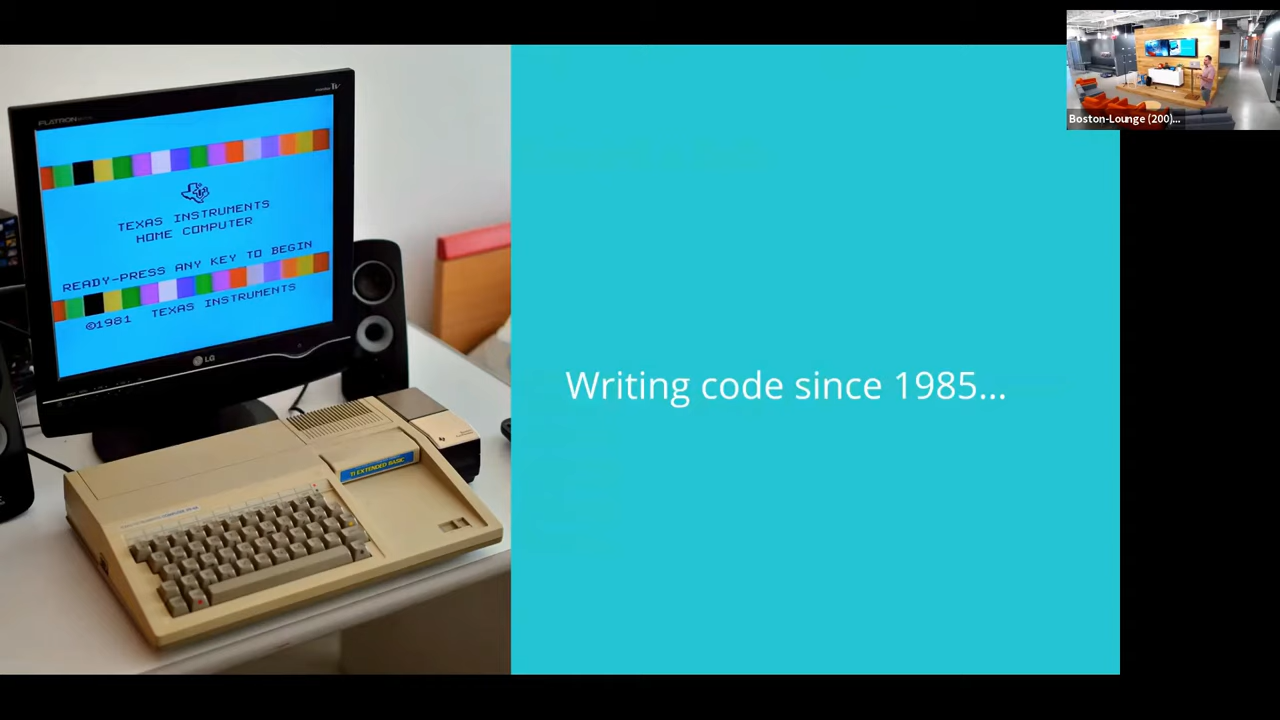 Boston-Lounge (200)...
FLATRON
TEXAS INSTRUMENTS
HOME COMPUTER
READY-PRESS ANY KEY TO BEGIN
©1981 TEXAS INSTRUMENTS
LG
Writing code since 1985...
TI EXTENDED BASIC